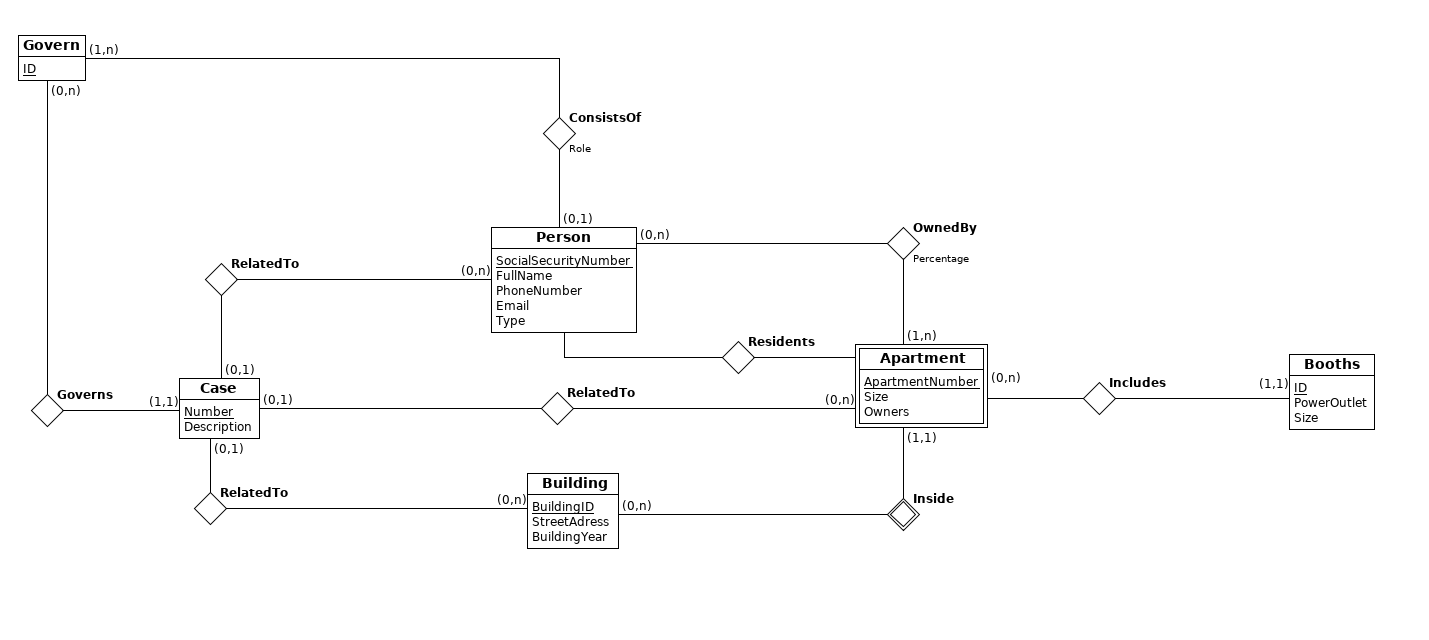 Govern
(1,n)
ID
(0,n)
ConsistsOf
Role
(0,1)
Person
(0,n)
OwnedBy
Percentage
SocialSecurityNumber
FullName
PhoneNumber
Email
Type
RelatedTo
(0,n)
(1,n)
Residents
Apartment
ApartmentNumber
Size
Owners
(0,n)
Includes
(1,1)
Booths
ID
PowerOutlet
Size
(0,1)
Case
Number
Description
Governs
(1,1)
(0,1)
RelatedTo
(0,n)
(1,1)
(0,1)
RelatedTo
(0,n)
Building
BuildingID
StreetAdress
BuildingYear
(0,n)
Inside